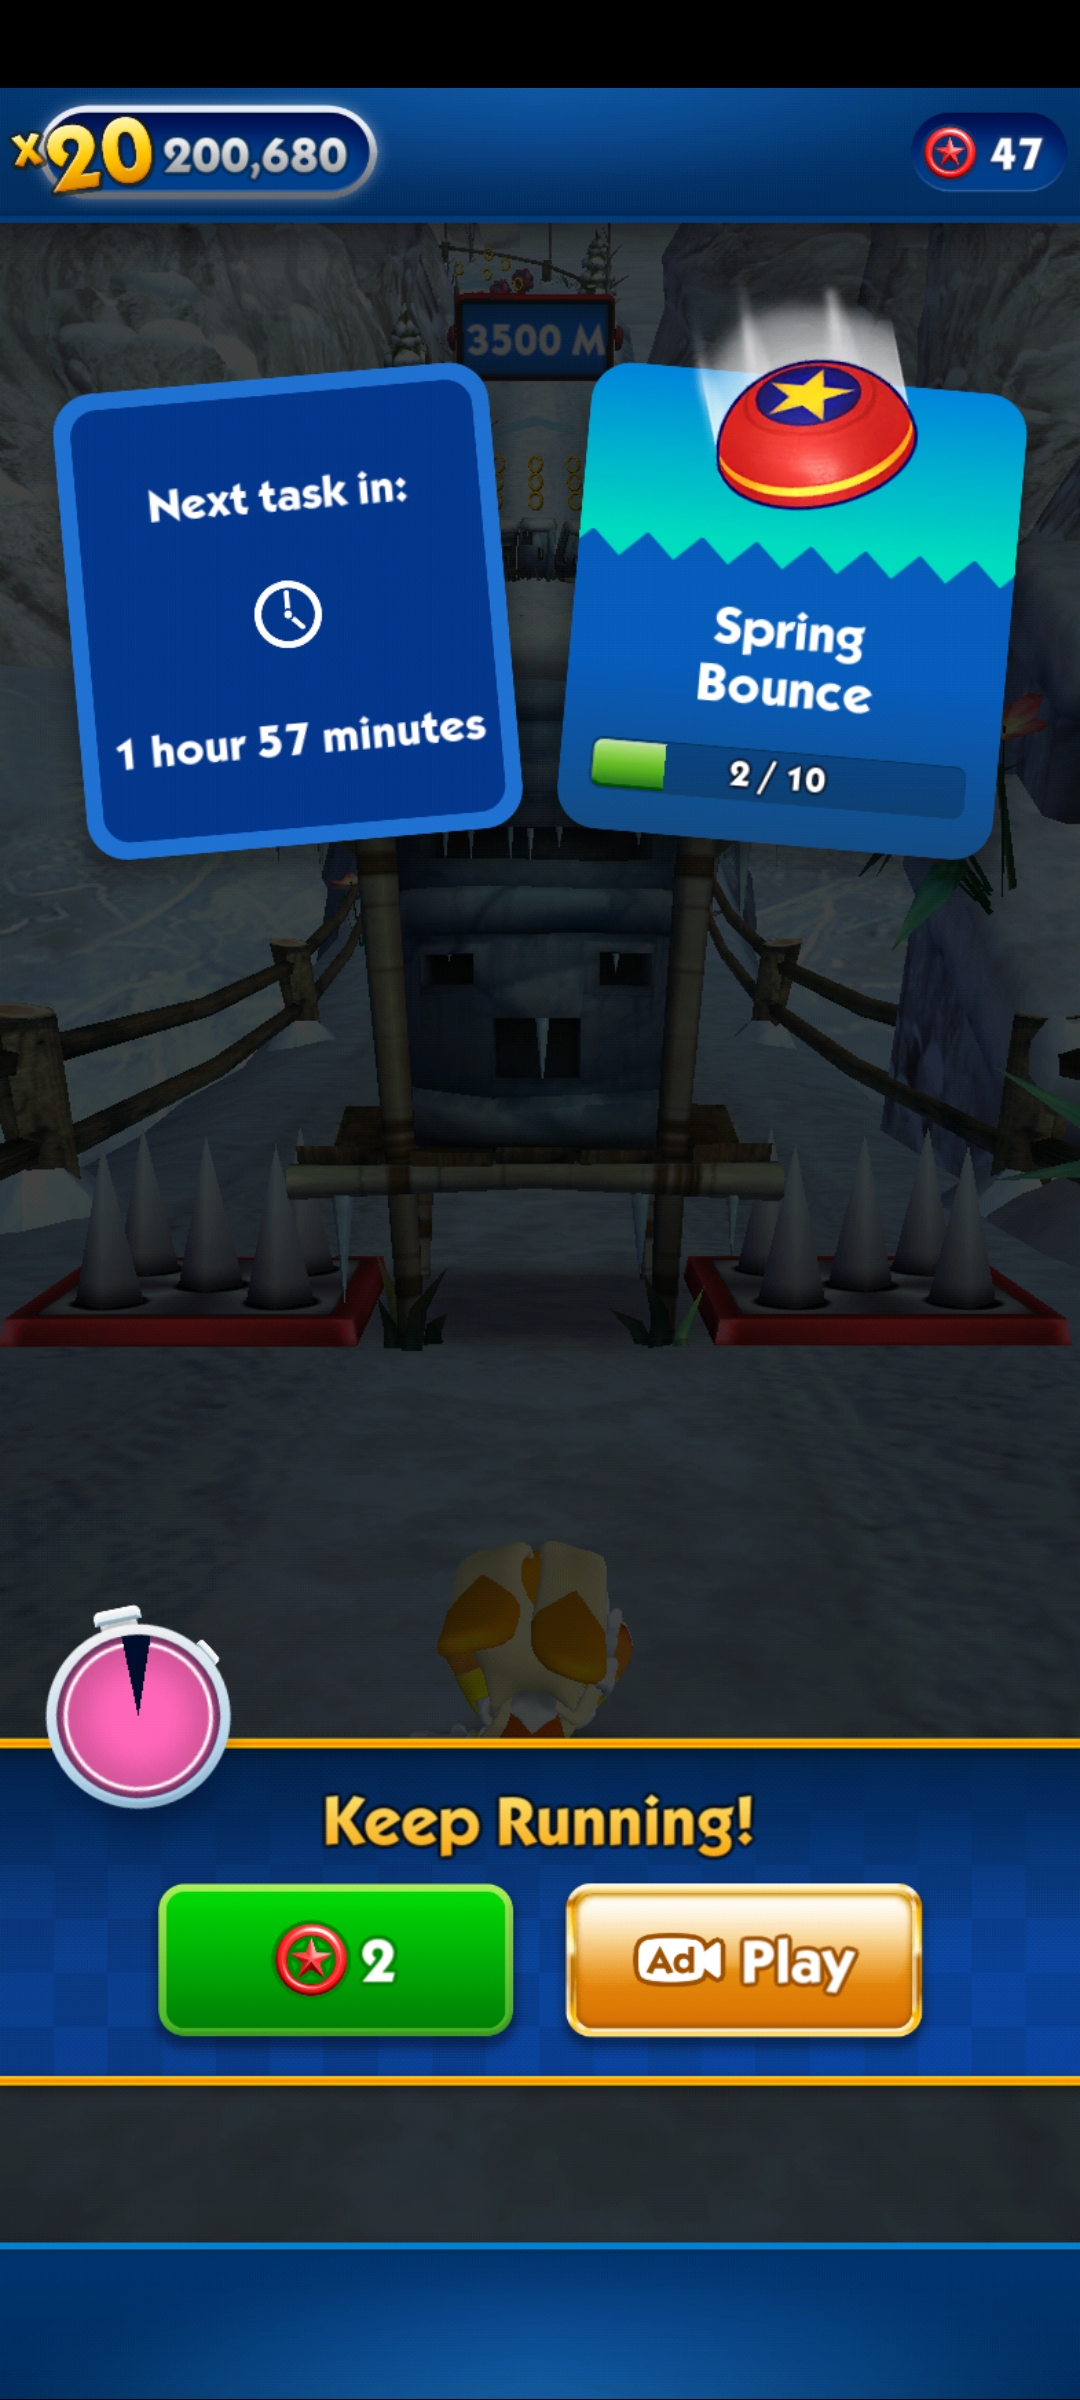 x20 200,680
47
3500 M
Next task in:
1 hour 57 minutes
Spring
Bounce
2 / 10
Keep Running!
2
Ad Play